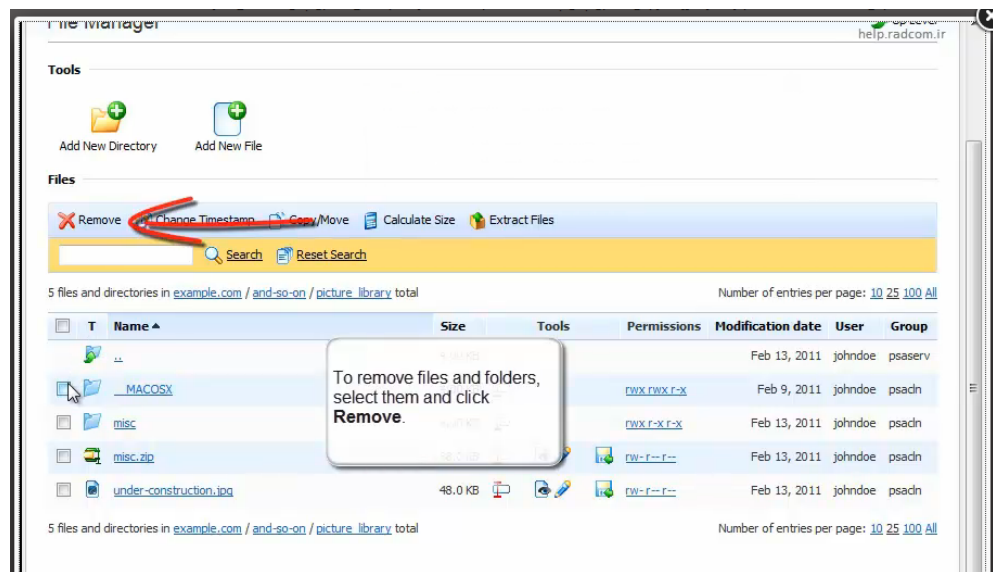 File Manager
Up Level
help.radcom.ir
Tools
Add New Directory Add New File
Files
Remove Change Timestamp Copy/Move Calculate Size Extract Files
Search Reset Search
5 files and directories in example.com / and-so-on / picture_library total Number of entries per page: 10 25 100 All
T Name Size Tools Permissions Modification date User Group
.. Feb 13, 2011 johndoe psaserv
__MACOSX rwx rwx r-x Feb 9, 2011 johndoe psacln
misc rwx r-x r-x Feb 13, 2011 johndoe psacln
misc.zip rw- r-- r-- Feb 13, 2011 johndoe psacln
under-construction.jpg 48.0 KB rw- r-- r-- Feb 13, 2011 johndoe psacln
To remove files and folders,
select them and click
Remove.
5 files and directories in example.com / and-so-on / picture_library total Number of entries per page: 10 25 100 All